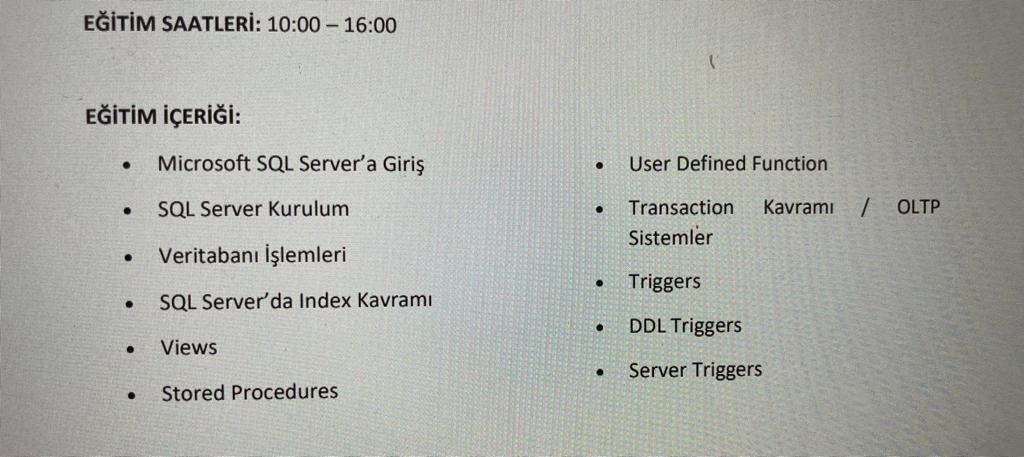 EĞİTİM SAATLERİ: 10:00 – 16:00
EĞİTİM İÇERİĞİ:
• Microsoft SQL Server’a Giriş
• SQL Server Kurulum
• Veritabanı İşlemleri
• SQL Server’da Index Kavramı
• Views
• Stored Procedures
• User Defined Function
• Transaction Kavramı / OLTP
Sistemler
• Triggers
• DDL Triggers
• Server Triggers